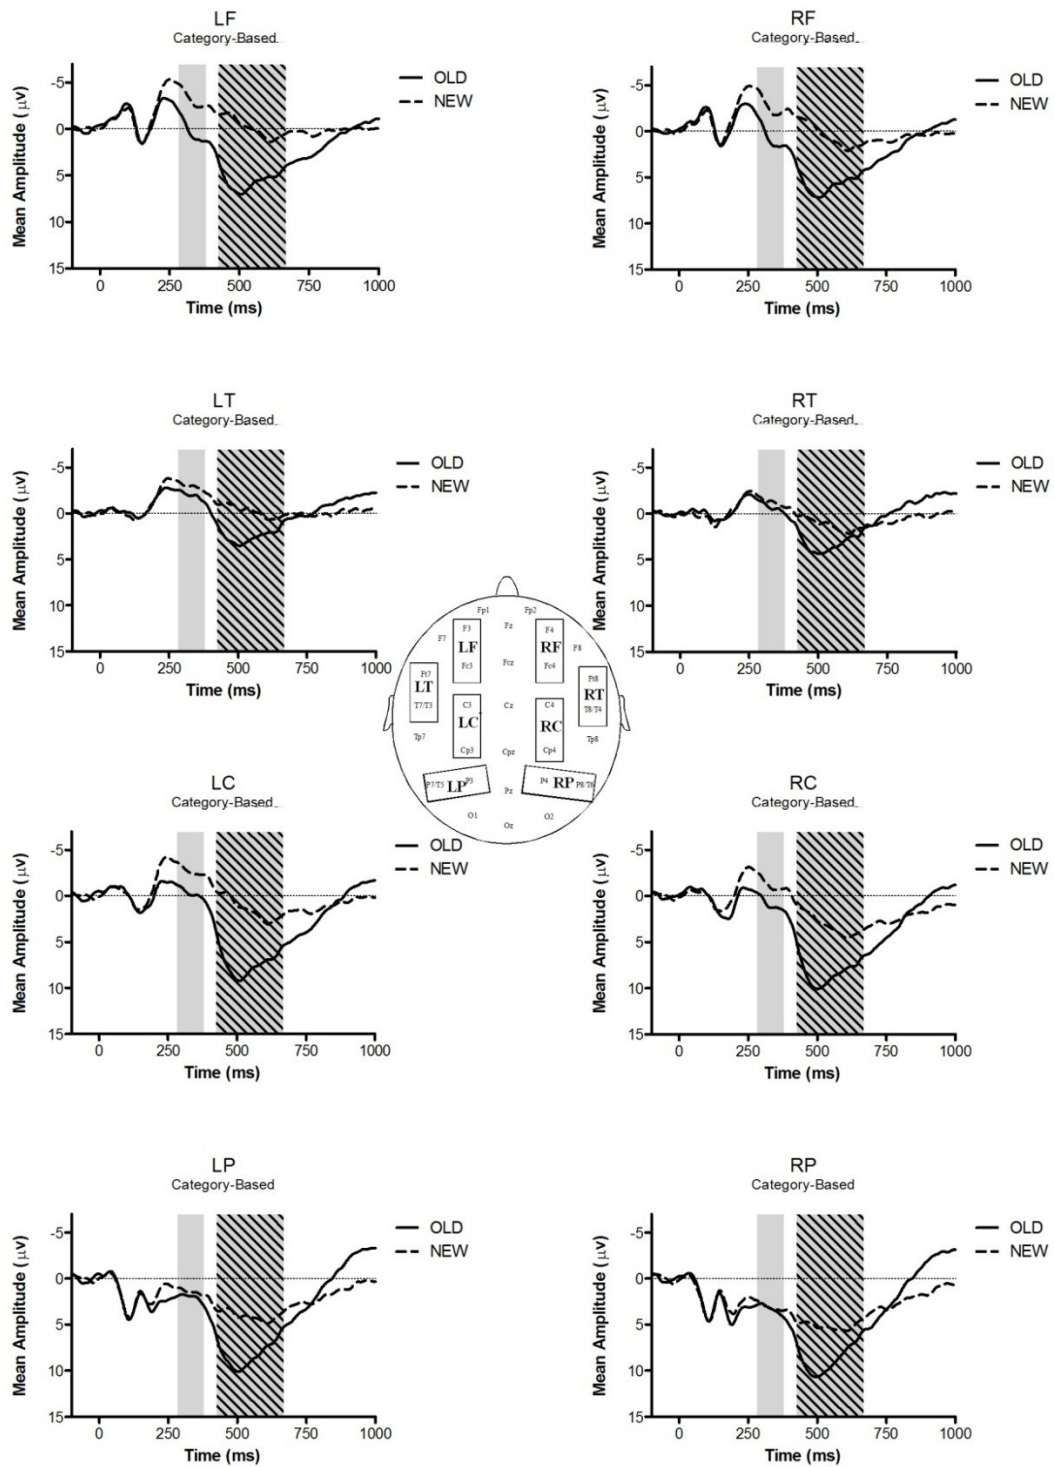 LF
Category-Based
Mean Amplitude (μv)
-5
0
5
10
15
0 250 500 750 1000
Time (ms)
OLD
NEW
RF
Category-Based
Mean Amplitude (μv)
-5
0
5
10
15
0 250 500 750 1000
Time (ms)
OLD
NEW
LT
Category-Based
Mean Amplitude (μv)
-5
0
5
10
15
0 250 500 750 1000
Time (ms)
OLD
NEW
RT
Category-Based
Mean Amplitude (μv)
-5
0
5
10
15
0 250 500 750 1000
Time (ms)
OLD
NEW
Fp1 Fp2
F3 Fz F4
F7 LF RF F8
Fc3 Fcz Fc4
Ft7 Ft8
LT RT
T7/T3 C3 Cz C4 T8/T4
LC RC
Tp7 Tp8
Cp3 Cpz Cp4
P7/T5 LP P3 Pz P4 RP P8/T6
O1 Oz O2
LC
Category-Based
Mean Amplitude (μv)
-5
0
5
10
15
0 250 500 750 1000
Time (ms)
OLD
NEW
RC
Category-Based
Mean Amplitude (μv)
-5
0
5
10
15
0 250 500 750 1000
Time (ms)
OLD
NEW
LP
Category-Based
Mean Amplitude (μv)
-5
0
5
10
15
0 250 500 750 1000
Time (ms)
OLD
NEW
RP
Category-Based
Mean Amplitude (μv)
-5
0
5
10
15
0 250 500 750 1000
Time (ms)
OLD
NEW